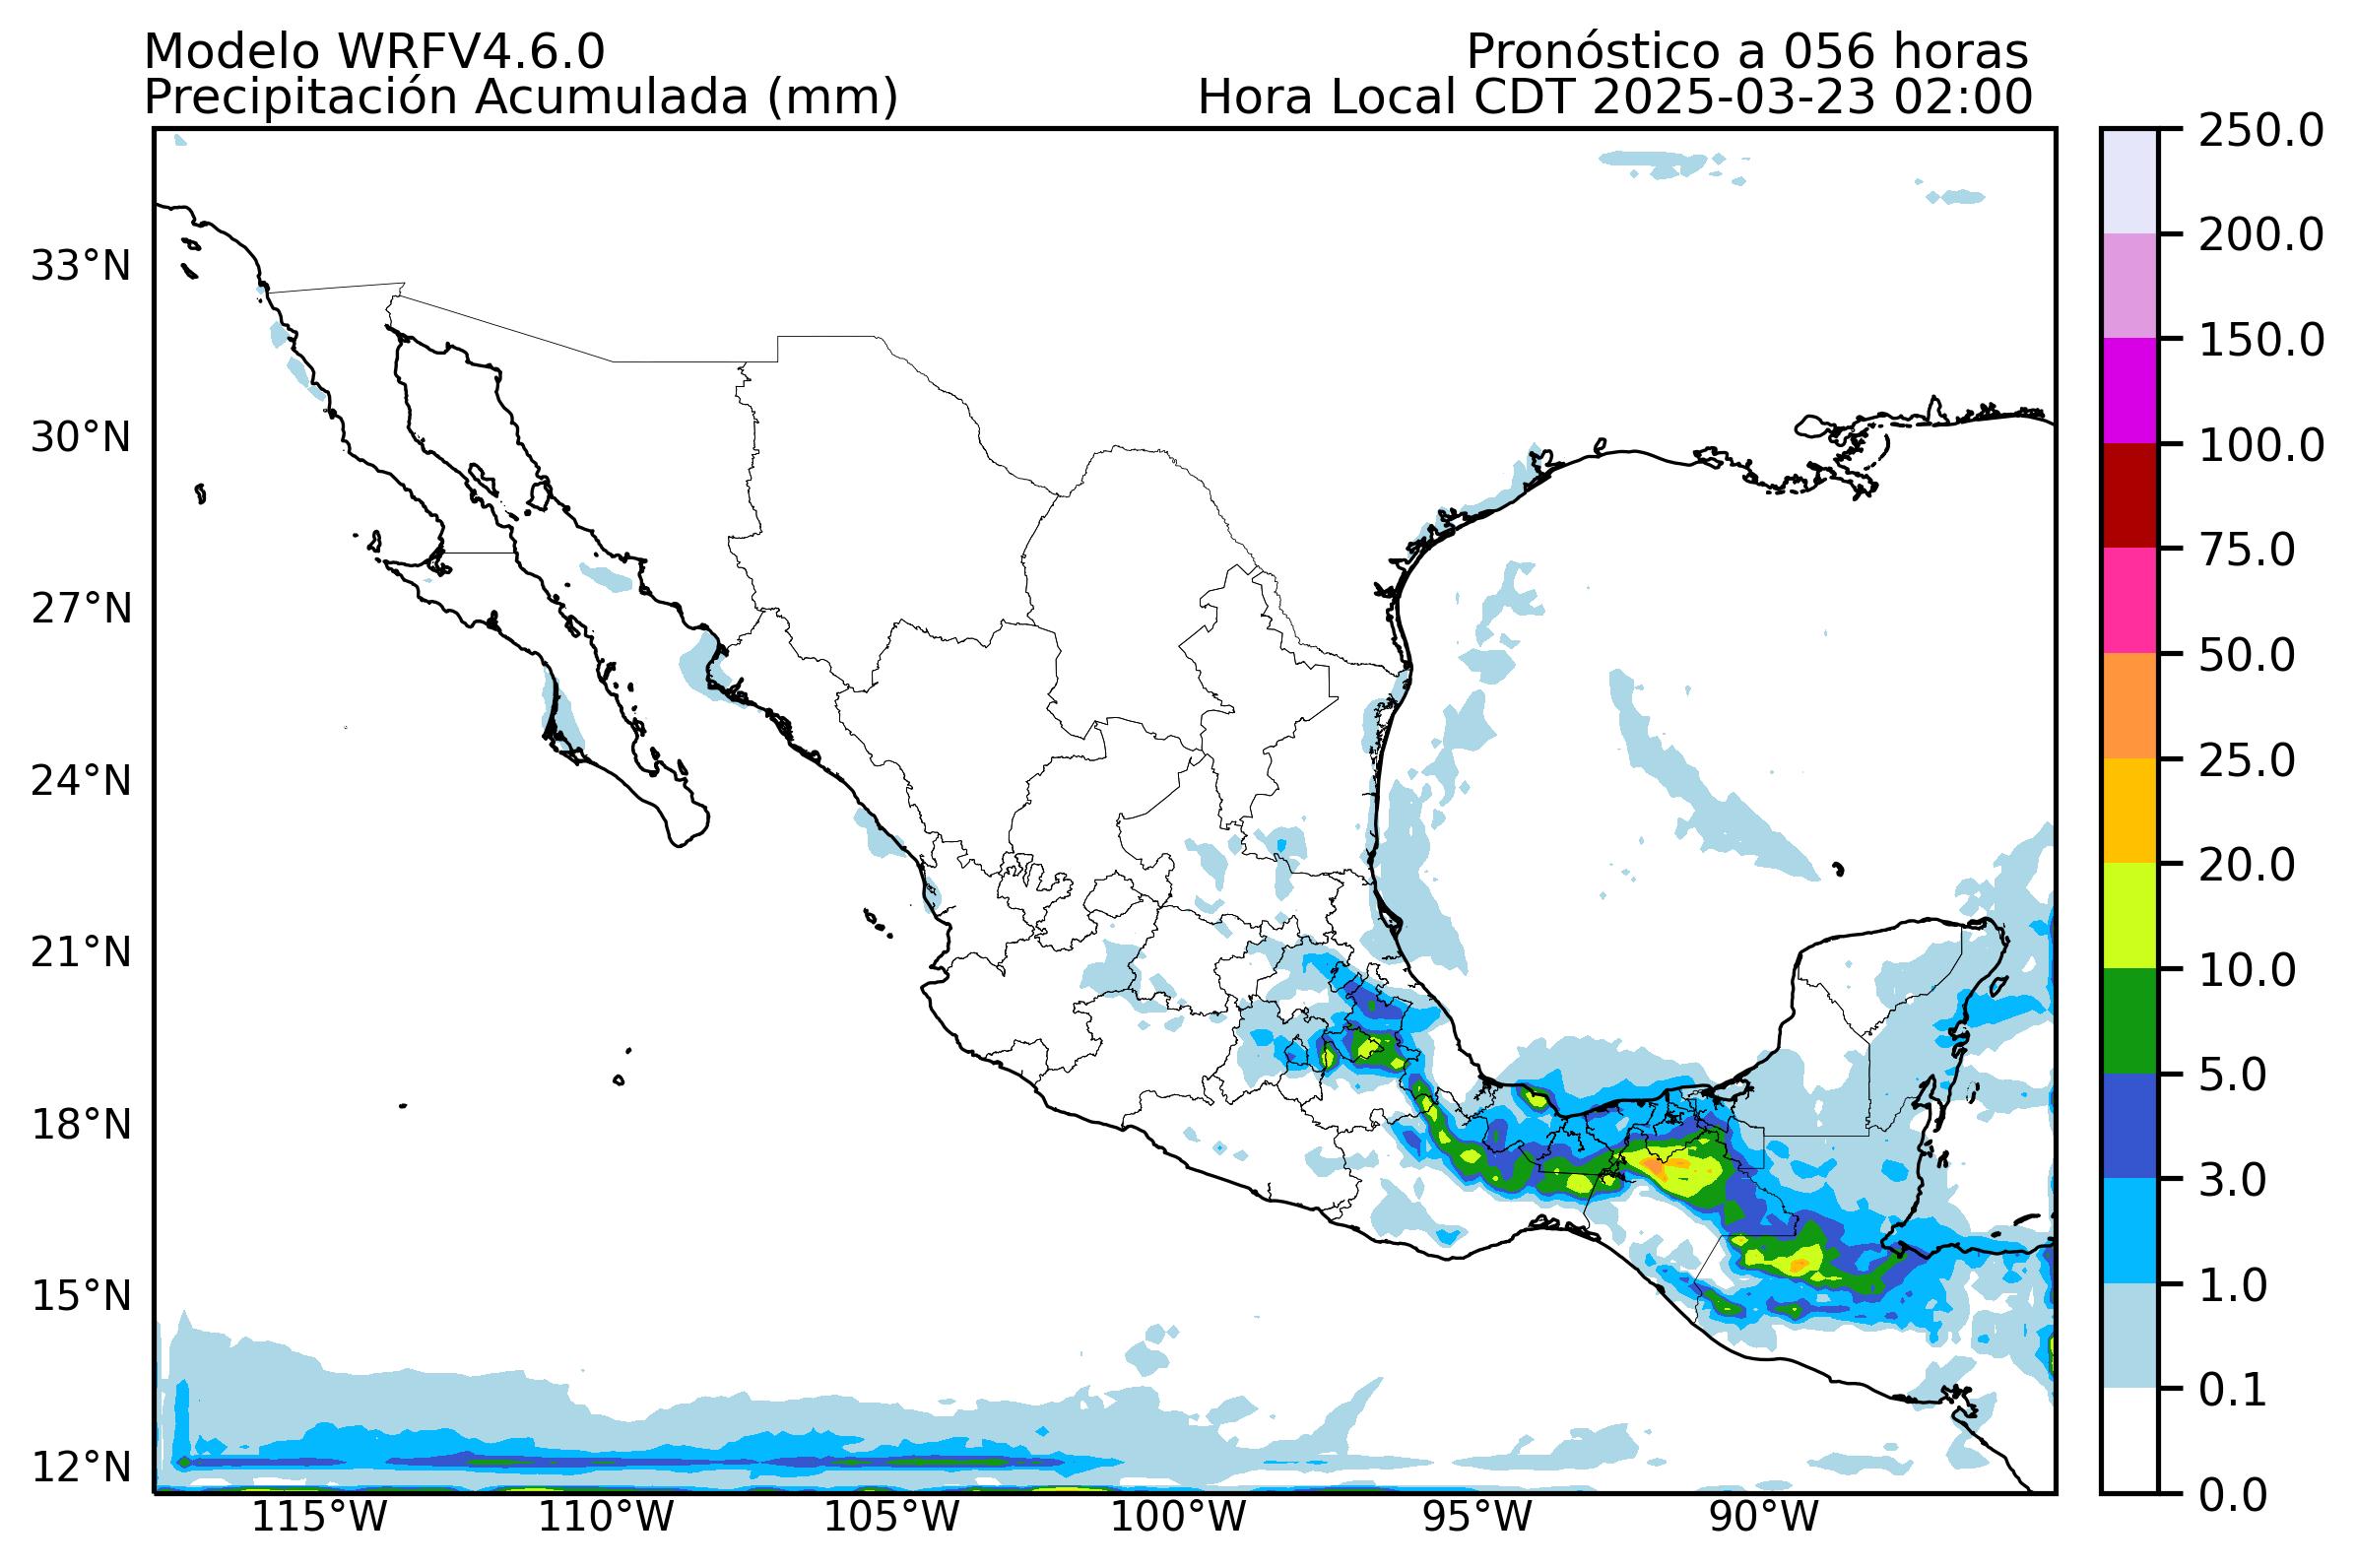 Modelo WRFV4.6.0
Pronóstico a 056 horas
Precipitación Acumulada (mm)
Hora Local CDT 2025-03-23 02:00
33°N
30°N
27°N
24°N
21°N
18°N
15°N
12°N
115°W
110°W
105°W
100°W
95°W
90°W
250.0
200.0
150.0
100.0
75.0
50.0
25.0
20.0
10.0
5.0
3.0
1.0
0.1
0.0